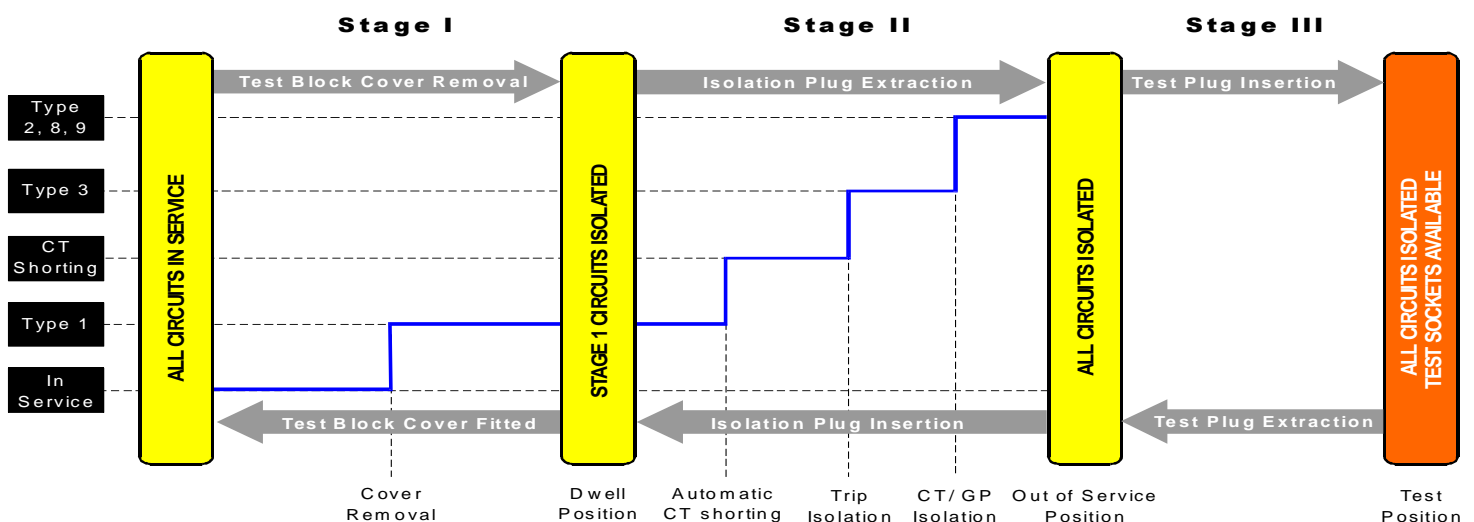 Stage I
Stage II
Stage III
Test Block Cover Removal
Isolation Plug Extraction
Test Plug Insertion
Type
2, 8, 9
Type 3
CT
Shorting
Type 1
In
Service
ALL CIRCUITS IN SERVICE
STAGE 1 CIRCUITS ISOLATED
ALL CIRCUITS ISOLATED
ALL CIRCUITS ISOLATED
TEST SOCKETS AVAILABLE
Test Block Cover Fitted
Isolation Plug Insertion
Test Plug Extraction
Cover
Removal
Dwell
Position
Automatic
CT shorting
Trip
Isolation
CT/GP
Isolation
Out of Service
Position
Test
Position